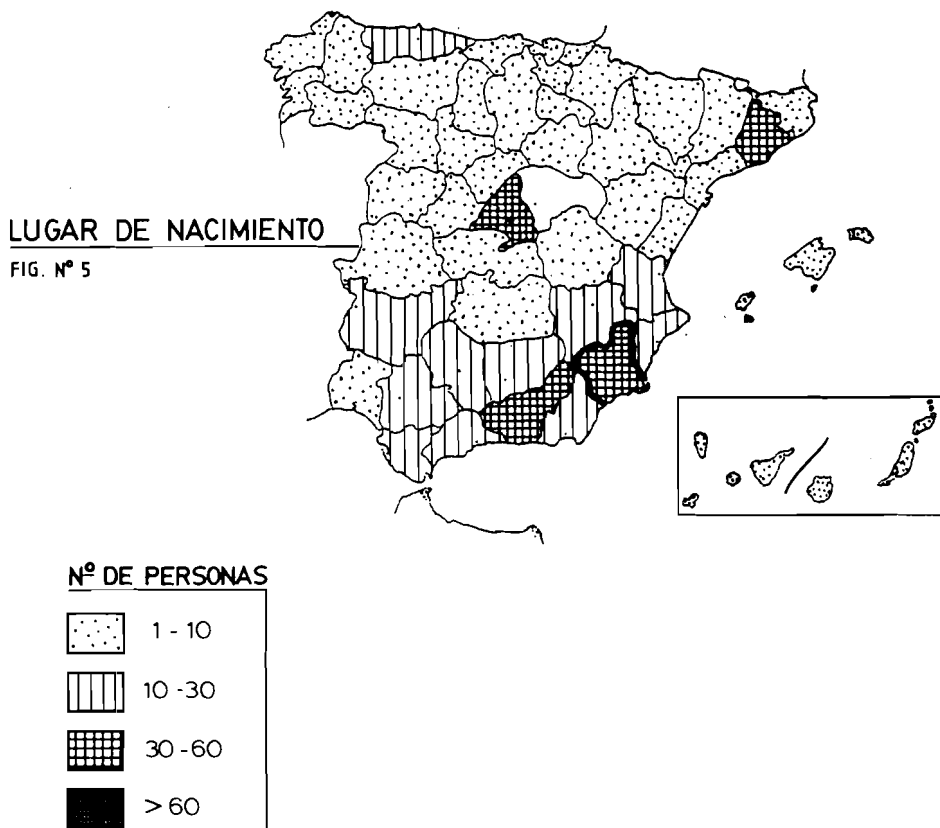 LUGAR DE NACIMIENTO
FIG. Nº 5
Nº DE PERSONAS
1 - 10
10 - 30
30 - 60
> 60